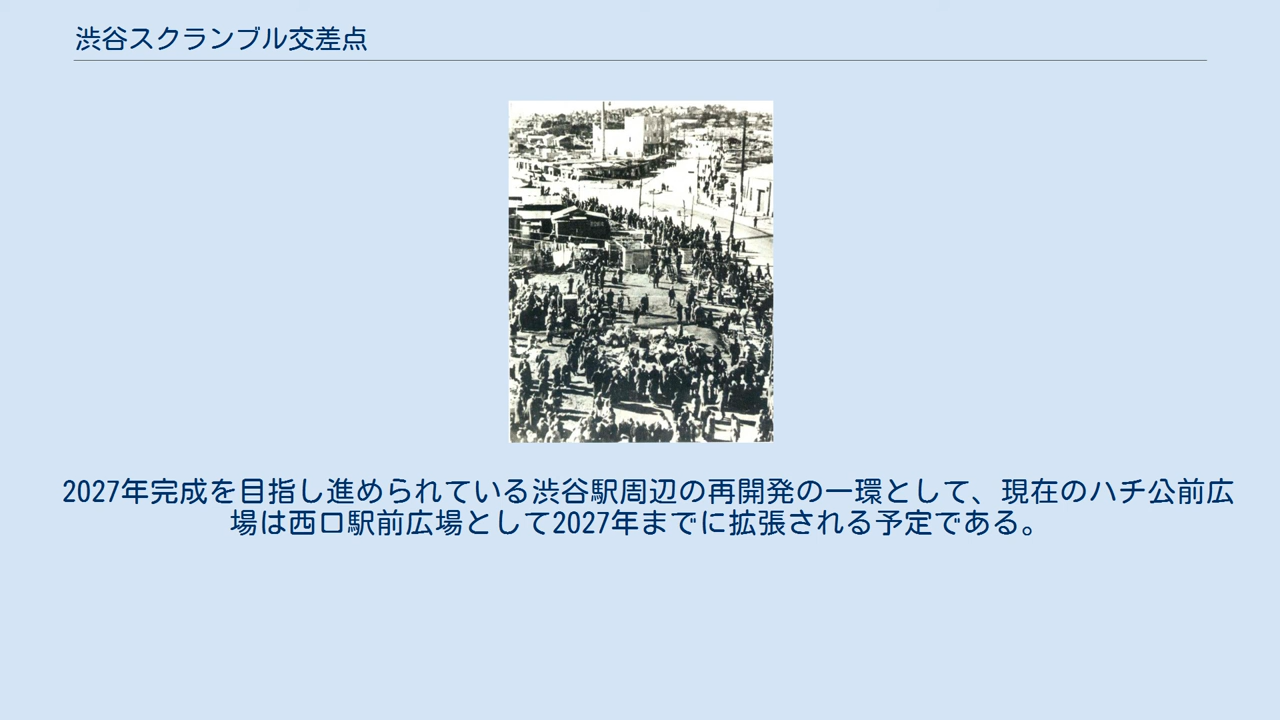 渋谷スクランブル交差点
2027年完成を目指し進められている渋谷駅周辺の再開発の一環として、現在のハチ公前広
場は西口駅前広場として2027年までに拡張される予定である。